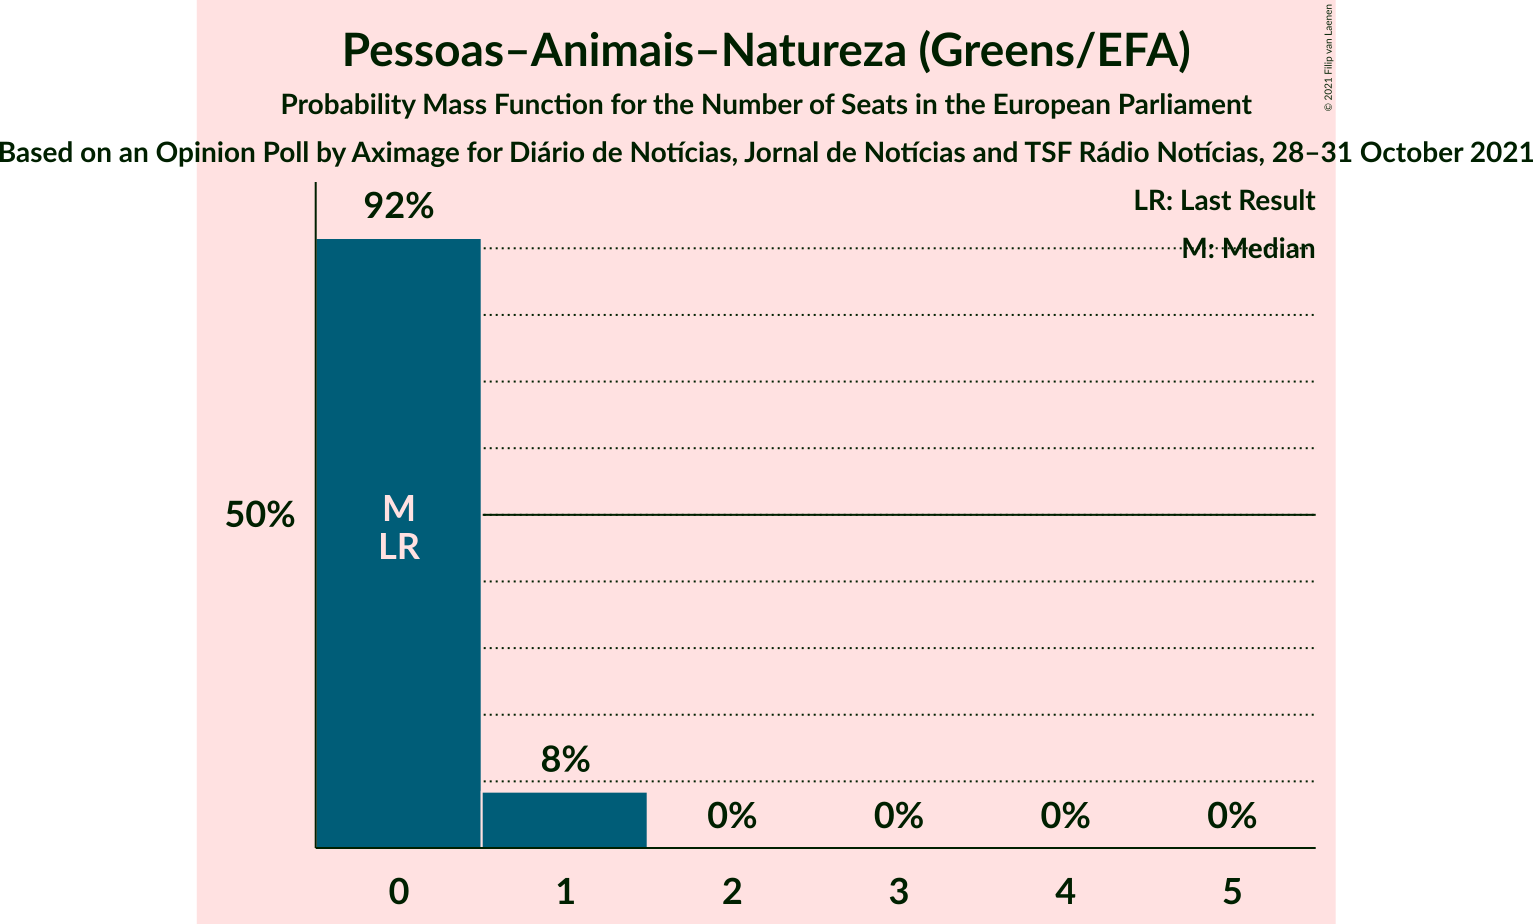 Pessoas–Animais–Natureza (Greens/EFA)
Probability Mass Function for the Number of Seats in the European Parliament
Based on an Opinion Poll by Aximage for Diário de Notícias, Jornal de Notícias and TSF Rádio Notícias, 28–31 October 2021
© 2021 Filip van Laenen
LR: Last Result
M: Median
92%
50%
M
LR
8%
0%
0%
0%
0%
0
1
2
3
4
5